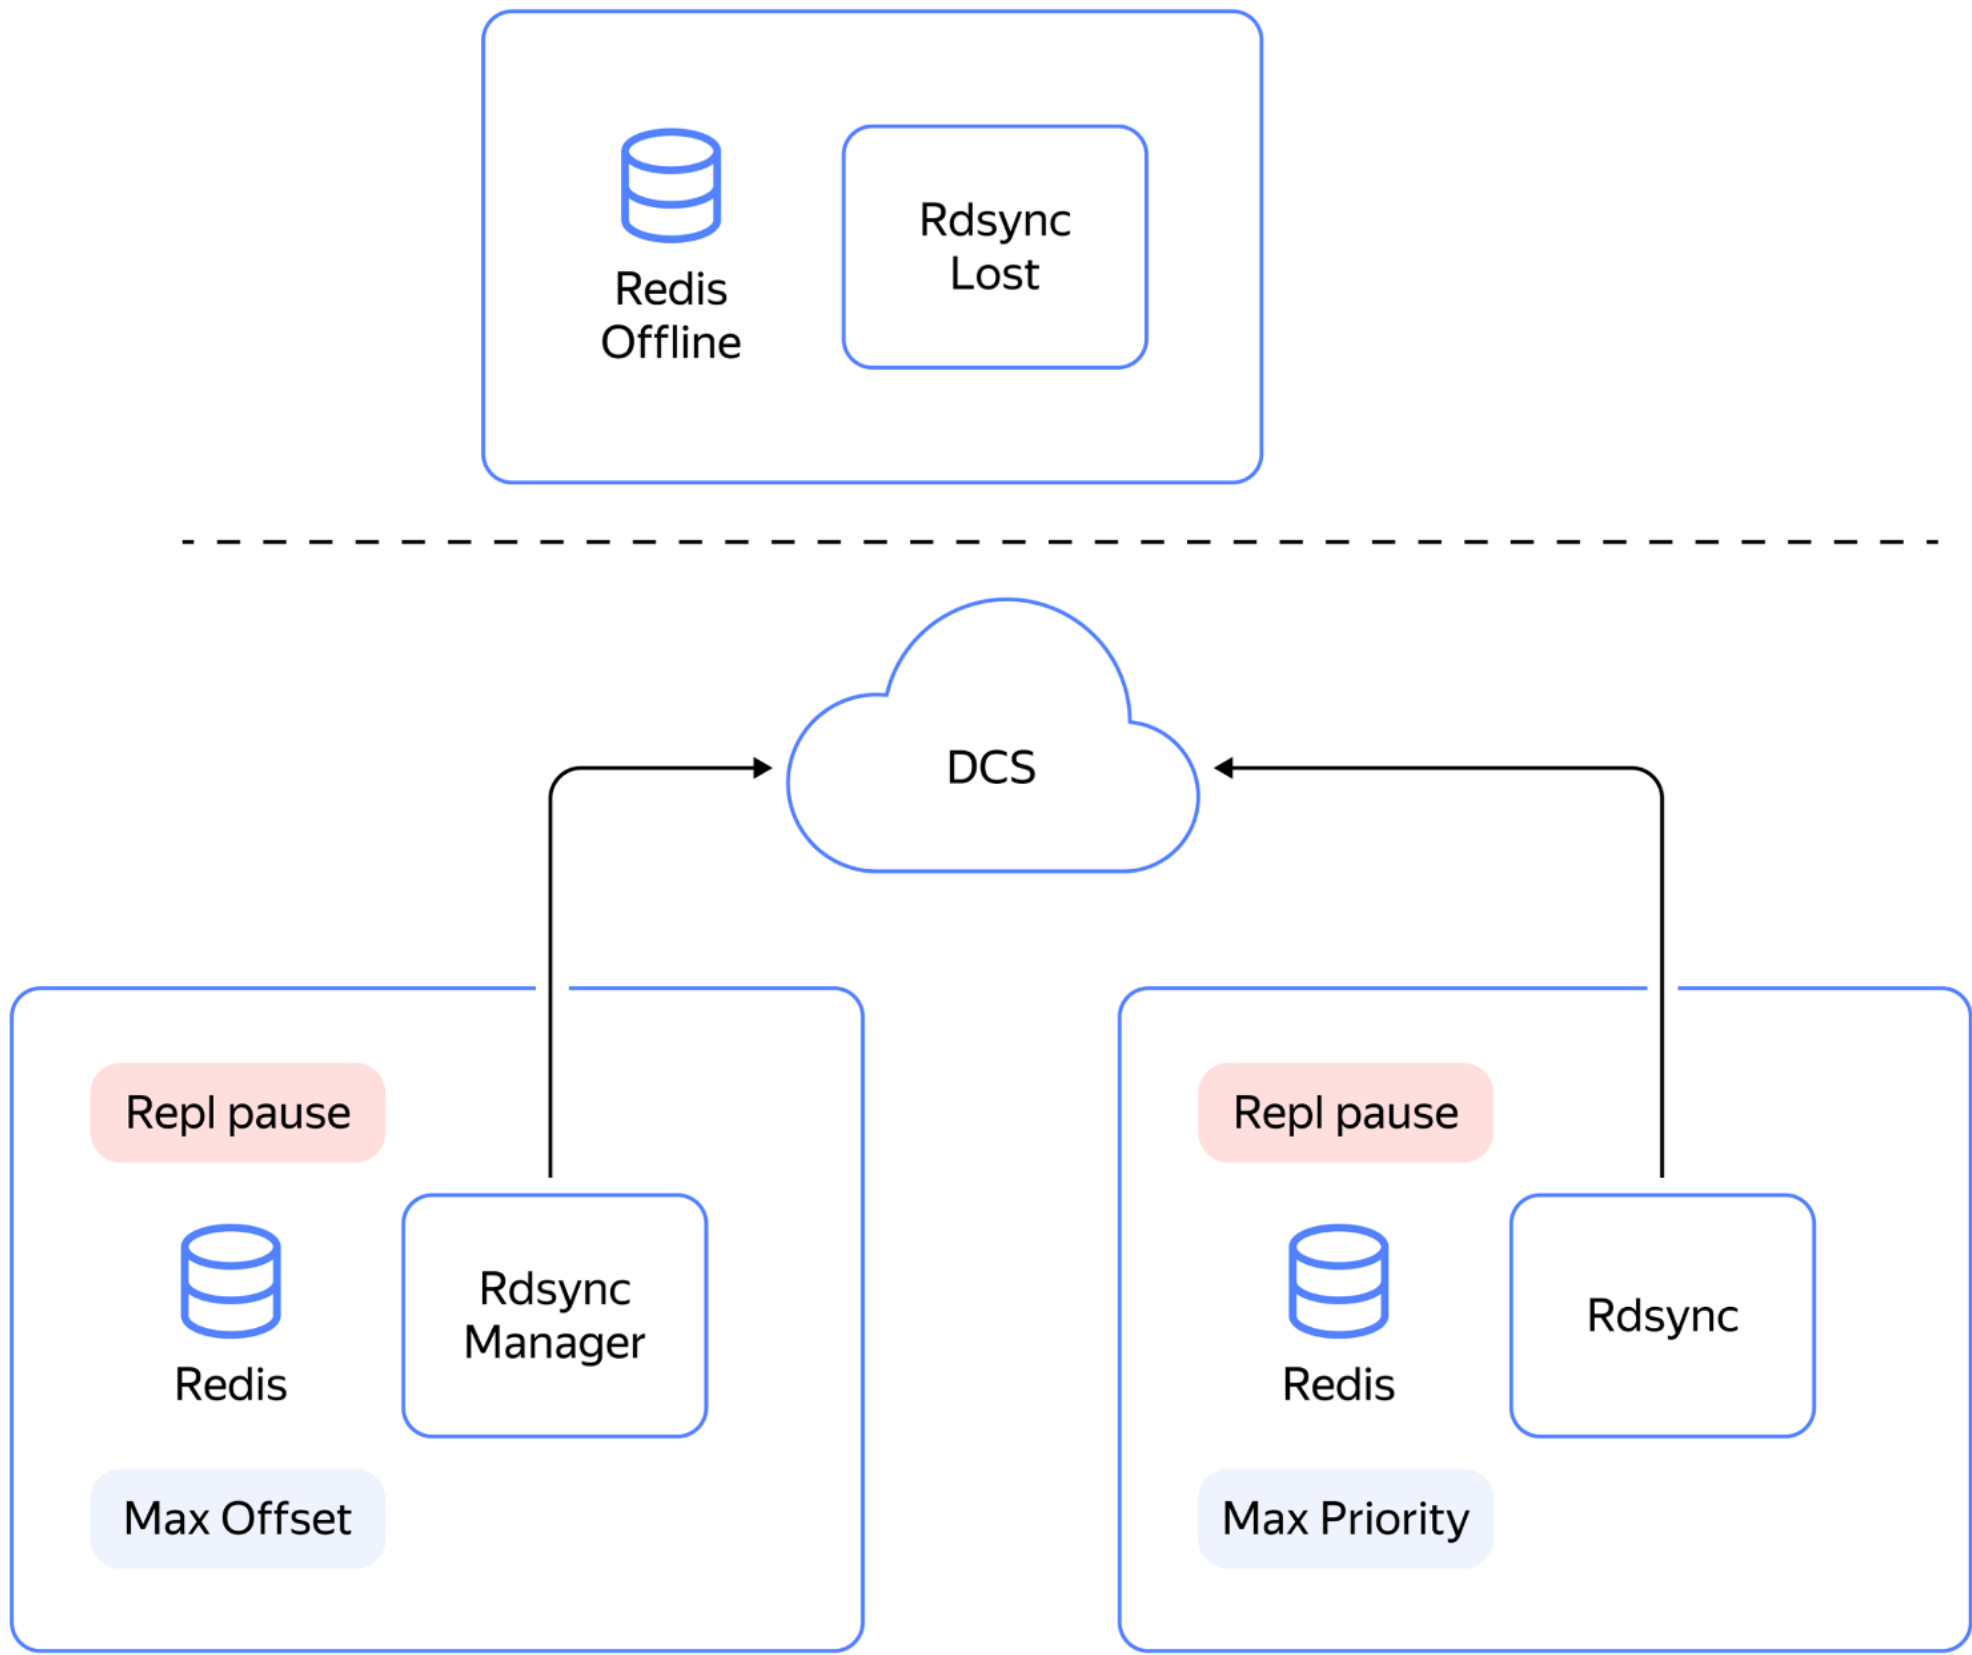 Redis
Offline
Rdsync
Lost
DCS
Repl pause
Redis
Rdsync
Manager
Max Offset
Repl pause
Redis
Rdsync
Max Priority